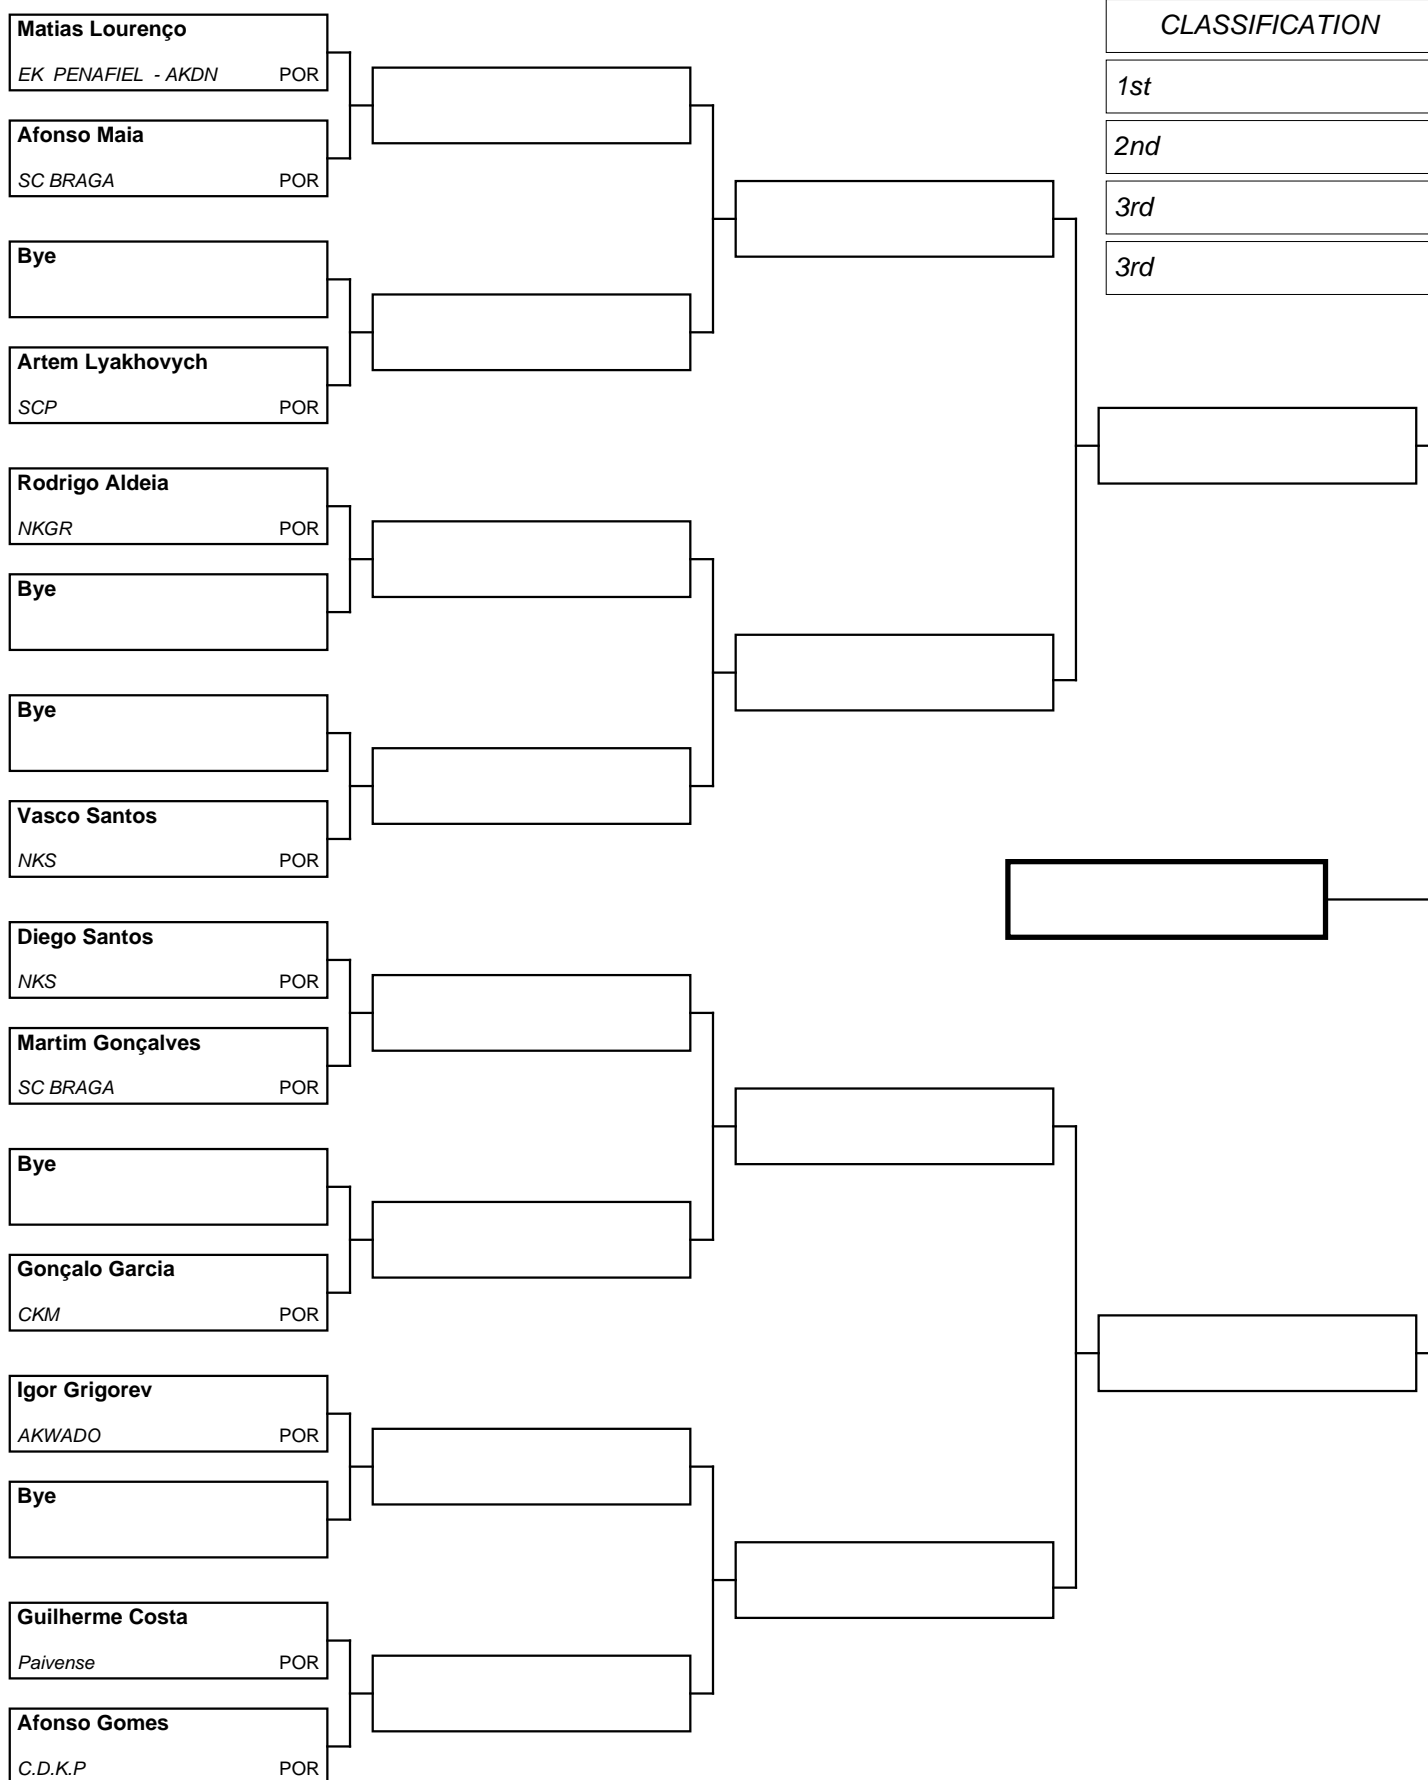 Matias Lourenço
EK PENAFIEL - AKDN POR
Afonso Maia
SC BRAGA POR
Bye
Artem Lyakhovych
SCP POR
Rodrigo Aldeia
NKGR POR
Bye
Bye
Vasco Santos
NKS POR
Diego Santos
NKS POR
Martim Gonçalves
SC BRAGA POR
Bye
Gonçalo Garcia
CKM POR
Igor Grigorev
AKWADO POR
Bye
Guilherme Costa
Paivense POR
Afonso Gomes
C.D.K.P POR
CLASSIFICATION
1st
2nd
3rd
3rd